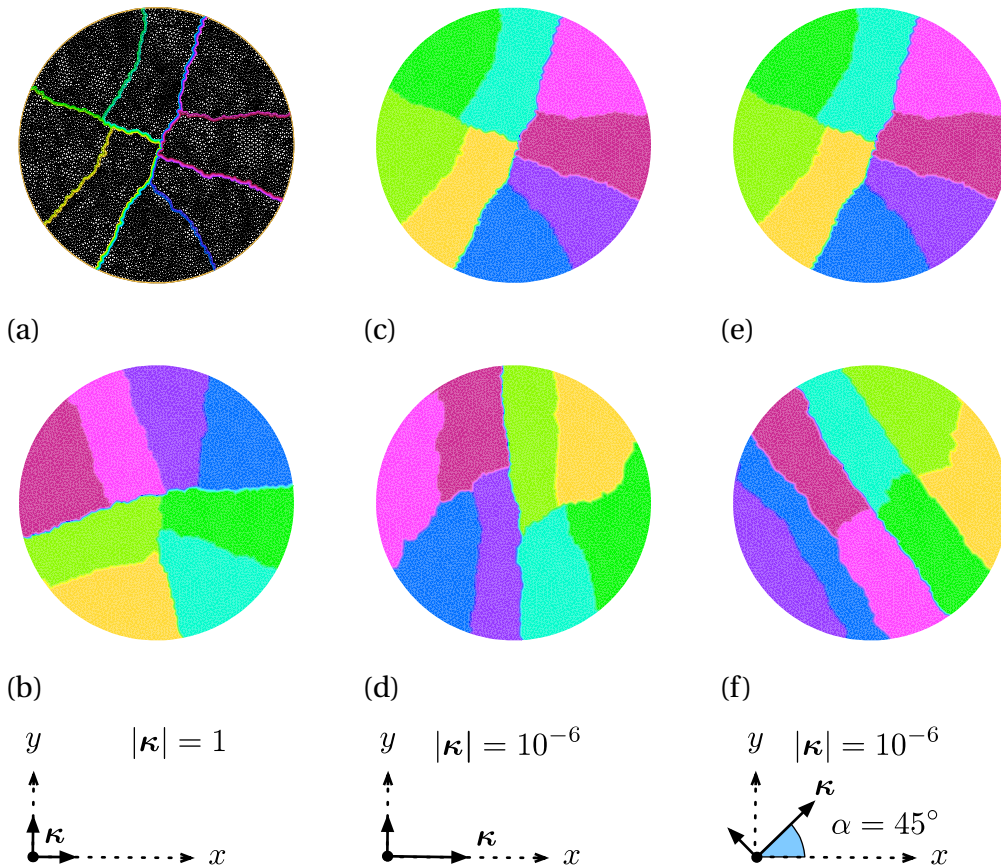 (a) (c) (e)
(b) (d) (f)
y |κ| = 1 y |κ| = 10⁻⁶ y |κ| = 10⁻⁶
κ
κ κ α = 45°
x x x